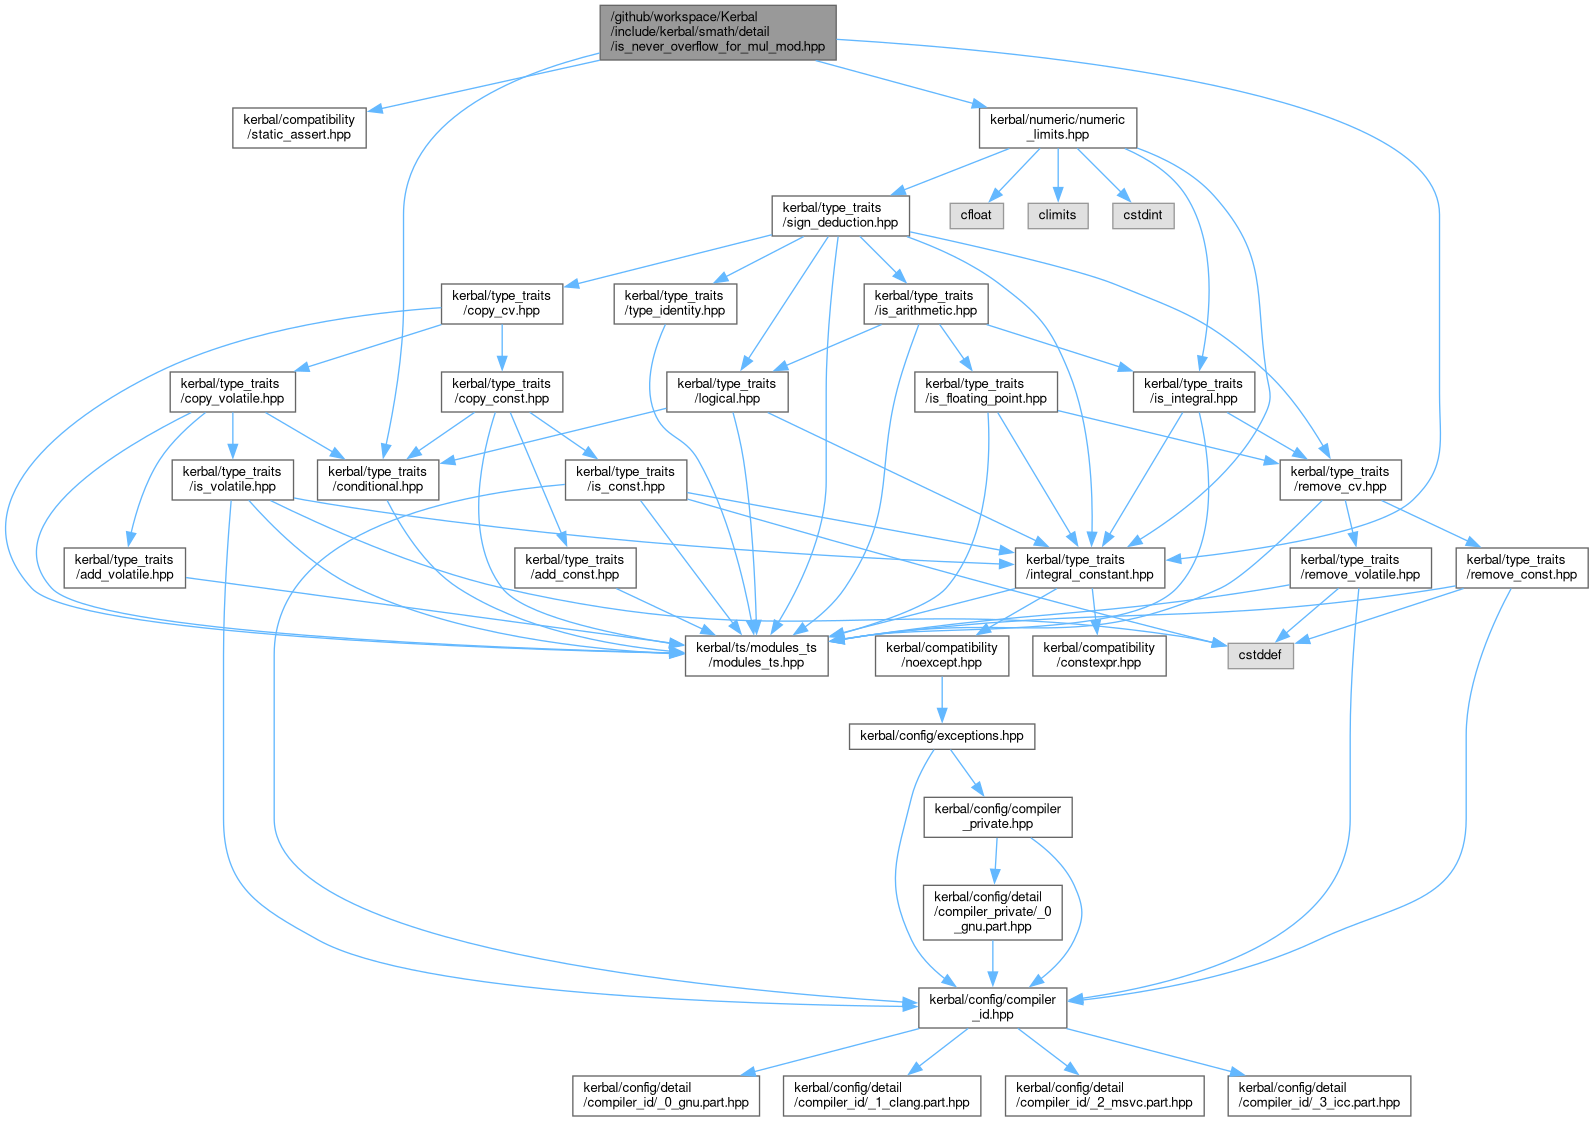 /github/workspace/Kerbal
/include/kerbal/smath/detail
/is_never_overflow_for_mul_mod.hpp
kerbal/compatibility
/static_assert.hpp
kerbal/numeric/numeric
_limits.hpp
kerbal/type_traits
/sign_deduction.hpp
cfloat
climits
cstdint
kerbal/type_traits
/copy_cv.hpp
kerbal/type_traits
/type_identity.hpp
kerbal/type_traits
/is_arithmetic.hpp
kerbal/type_traits
/copy_volatile.hpp
kerbal/type_traits
/copy_const.hpp
kerbal/type_traits
/logical.hpp
kerbal/type_traits
/is_floating_point.hpp
kerbal/type_traits
/is_integral.hpp
kerbal/type_traits
/is_volatile.hpp
kerbal/type_traits
/conditional.hpp
kerbal/type_traits
/is_const.hpp
kerbal/type_traits
/remove_cv.hpp
kerbal/type_traits
/add_volatile.hpp
kerbal/type_traits
/add_const.hpp
kerbal/type_traits
/integral_constant.hpp
kerbal/type_traits
/remove_volatile.hpp
kerbal/type_traits
/remove_const.hpp
kerbal/ts/modules_ts
/modules_ts.hpp
kerbal/compatibility
/noexcept.hpp
kerbal/compatibility
/constexpr.hpp
cstddef
kerbal/config/exceptions.hpp
kerbal/config/compiler
_private.hpp
kerbal/config/detail
/compiler_private/_0
_gnu.part.hpp
kerbal/config/compiler
_id.hpp
kerbal/config/detail
/compiler_id/_0_gnu.part.hpp
kerbal/config/detail
/compiler_id/_1_clang.part.hpp
kerbal/config/detail
/compiler_id/_2_msvc.part.hpp
kerbal/config/detail
/compiler_id/_3_icc.part.hpp